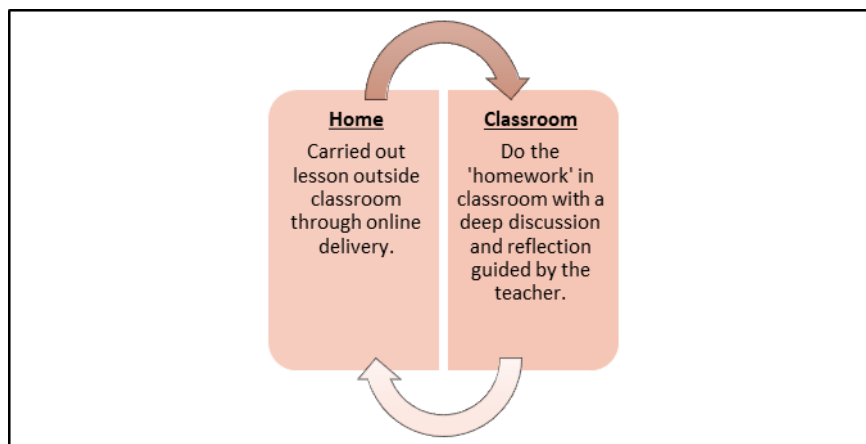 Home
Carried out
lesson outside
classroom
through online
delivery.
Classroom
Do the
'homework' in
classroom with a
deep discussion
and reflection
guided by the
teacher.